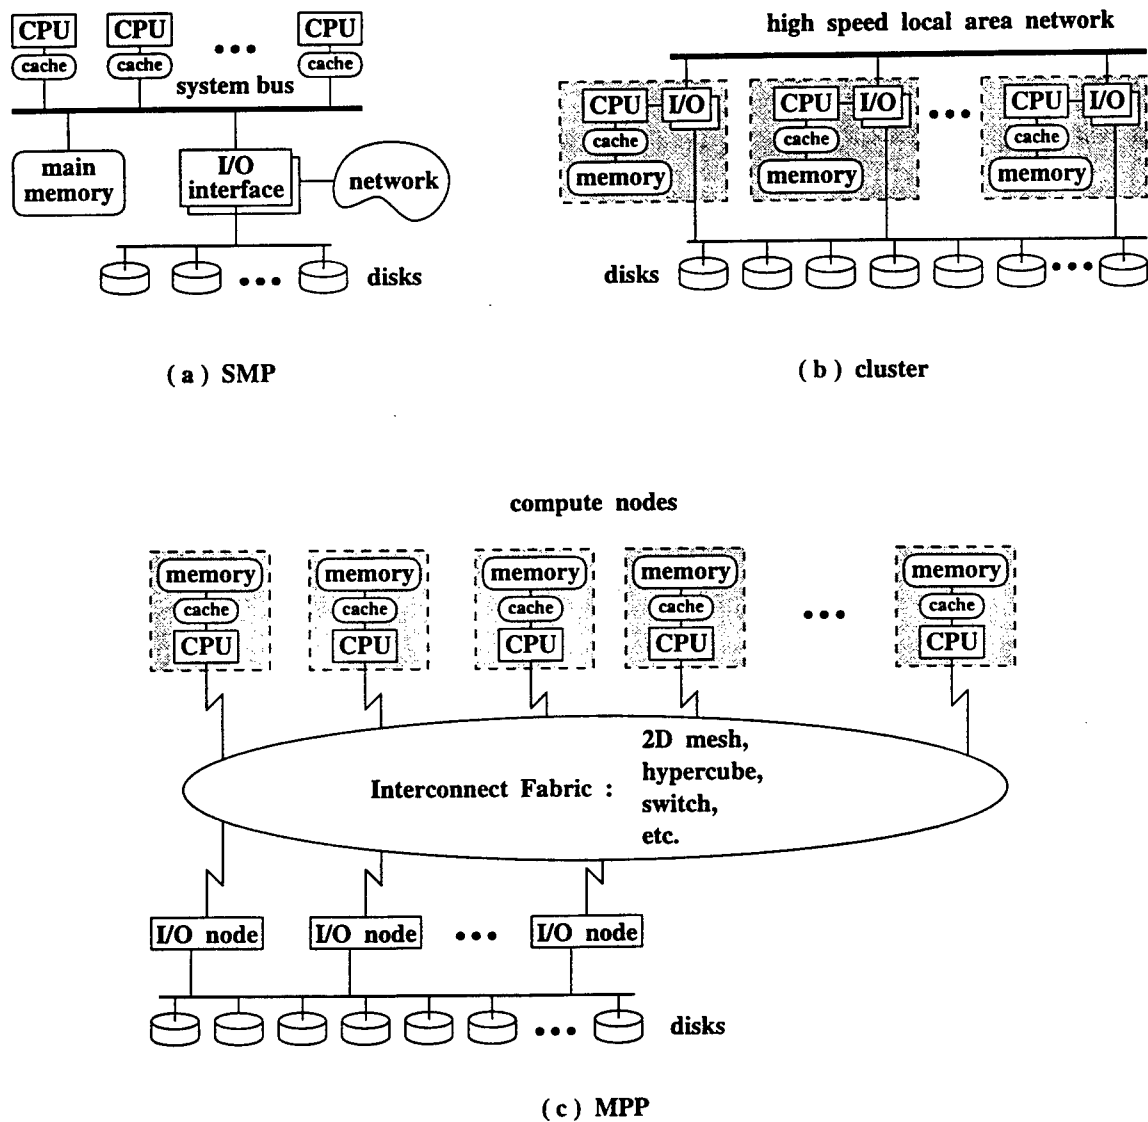 CPU CPU CPU
cache cache cache
system bus
main
memory
I/O
interface
network
disks
( a ) SMP
high speed local area network
CPU I/O CPU I/O CPU I/O
cache cache cache
memory memory memory
disks
( b ) cluster
compute nodes
memory memory memory memory memory
cache cache cache cache cache
CPU CPU CPU CPU CPU
Interconnect Fabric :
2D mesh,
hypercube,
switch,
etc.
I/O node I/O node I/O node
disks
( c ) MPP